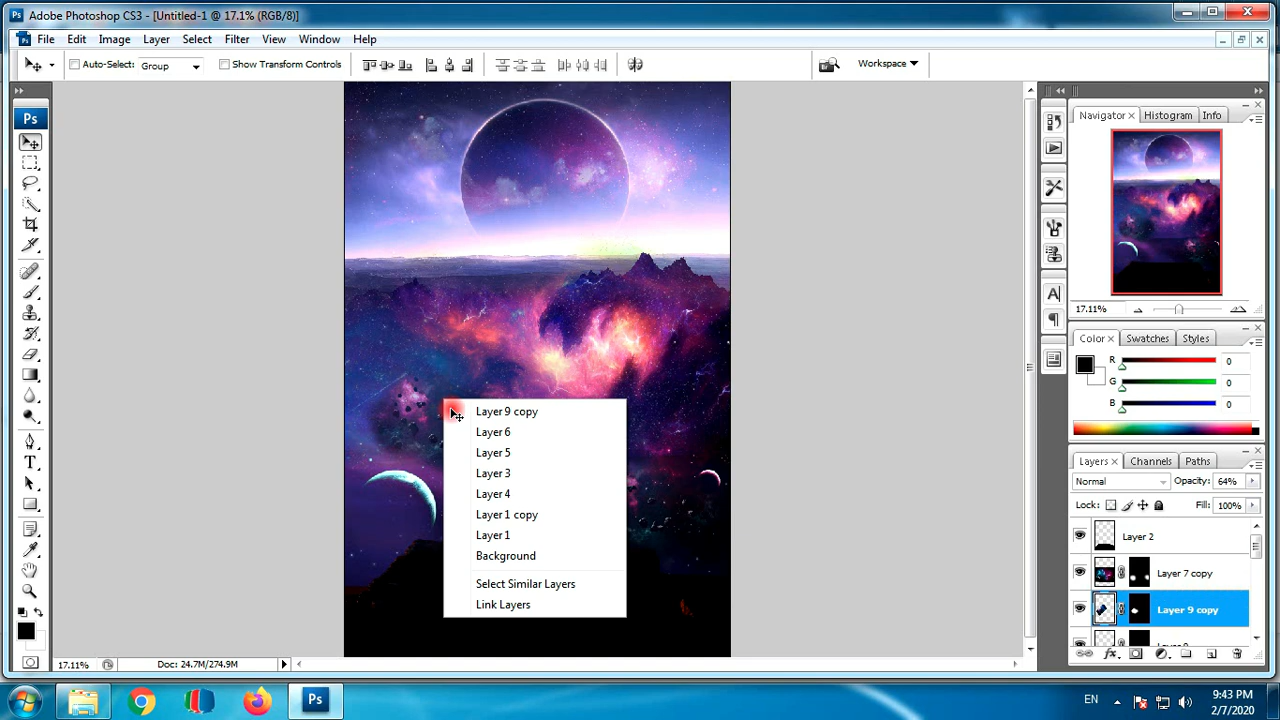 Adobe Photoshop CS3 - [Untitled-1 @ 17.1% (RGB/8)]
File Edit Image Layer Select Filter View Window Help
Auto-Select: Group Show Transform Controls Workspace
Ps
Navigator Histogram Info
17.11%
Color Swatches Styles
R 0
G 0
B 0
Layer 9 copy
Layer 6
Layer 5
Layer 3
Layer 4
Layer 1 copy
Layer 1
Background
Select Similar Layers
Link Layers
Layers Channels Paths
Normal Opacity: 64%
Lock: Fill: 100%
Layer 2
Layer 7 copy
Layer 9 copy
17.11% Doc: 24.7M/274.9M
Ps
EN
9:43 PM
2/7/2020